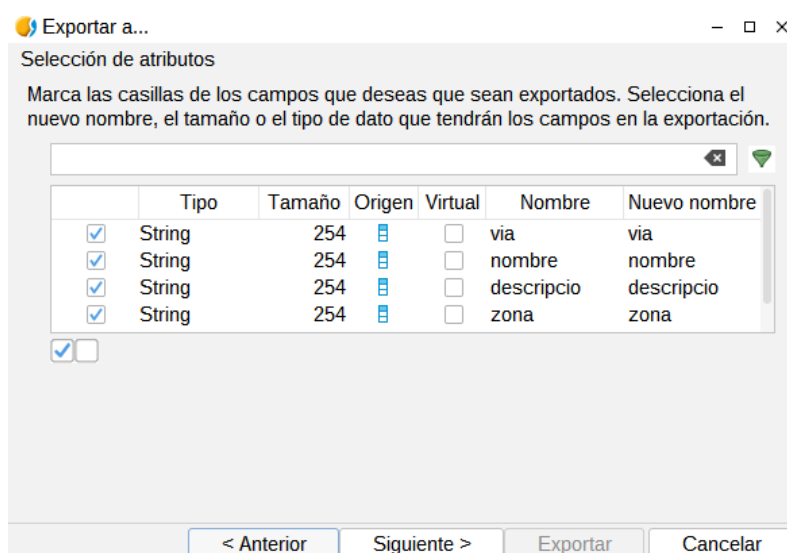 Exportar a...
Selección de atributos
Marca las casillas de los campos que deseas que sean exportados. Selecciona el
nuevo nombre, el tamaño o el tipo de dato que tendrán los campos en la exportación.
Tipo Tamaño Origen Virtual Nombre Nuevo nombre
String 254 via via
String 254 nombre nombre
String 254 descripcio descripcio
String 254 zona zona
< Anterior Siguiente > Exportar Cancelar